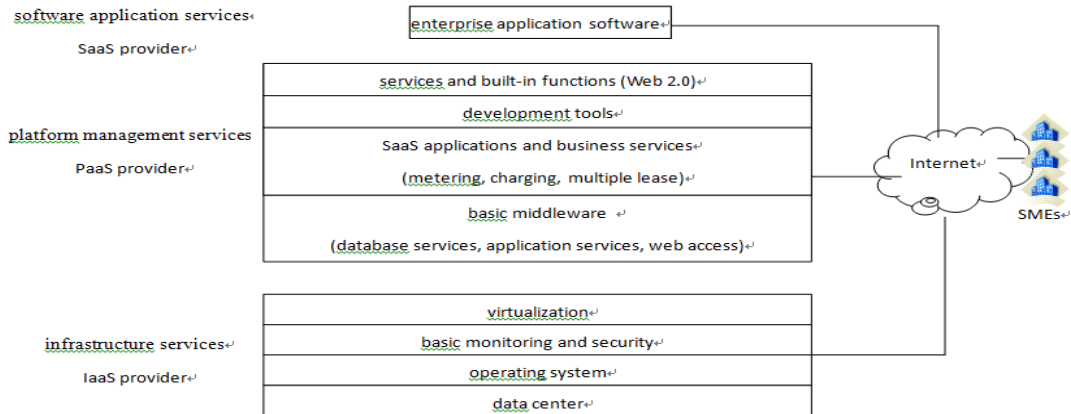 software application services
SaaS provider
enterprise application software
services and built-in functions (Web 2.0)
development tools
platform management services
PaaS provider
SaaS applications and business services
(metering, charging, multiple lease)
basic middleware
(database services, application services, web access)
Internet
SMEs
infrastructure services
IaaS provider
virtualization
basic monitoring and security
operating system
data center